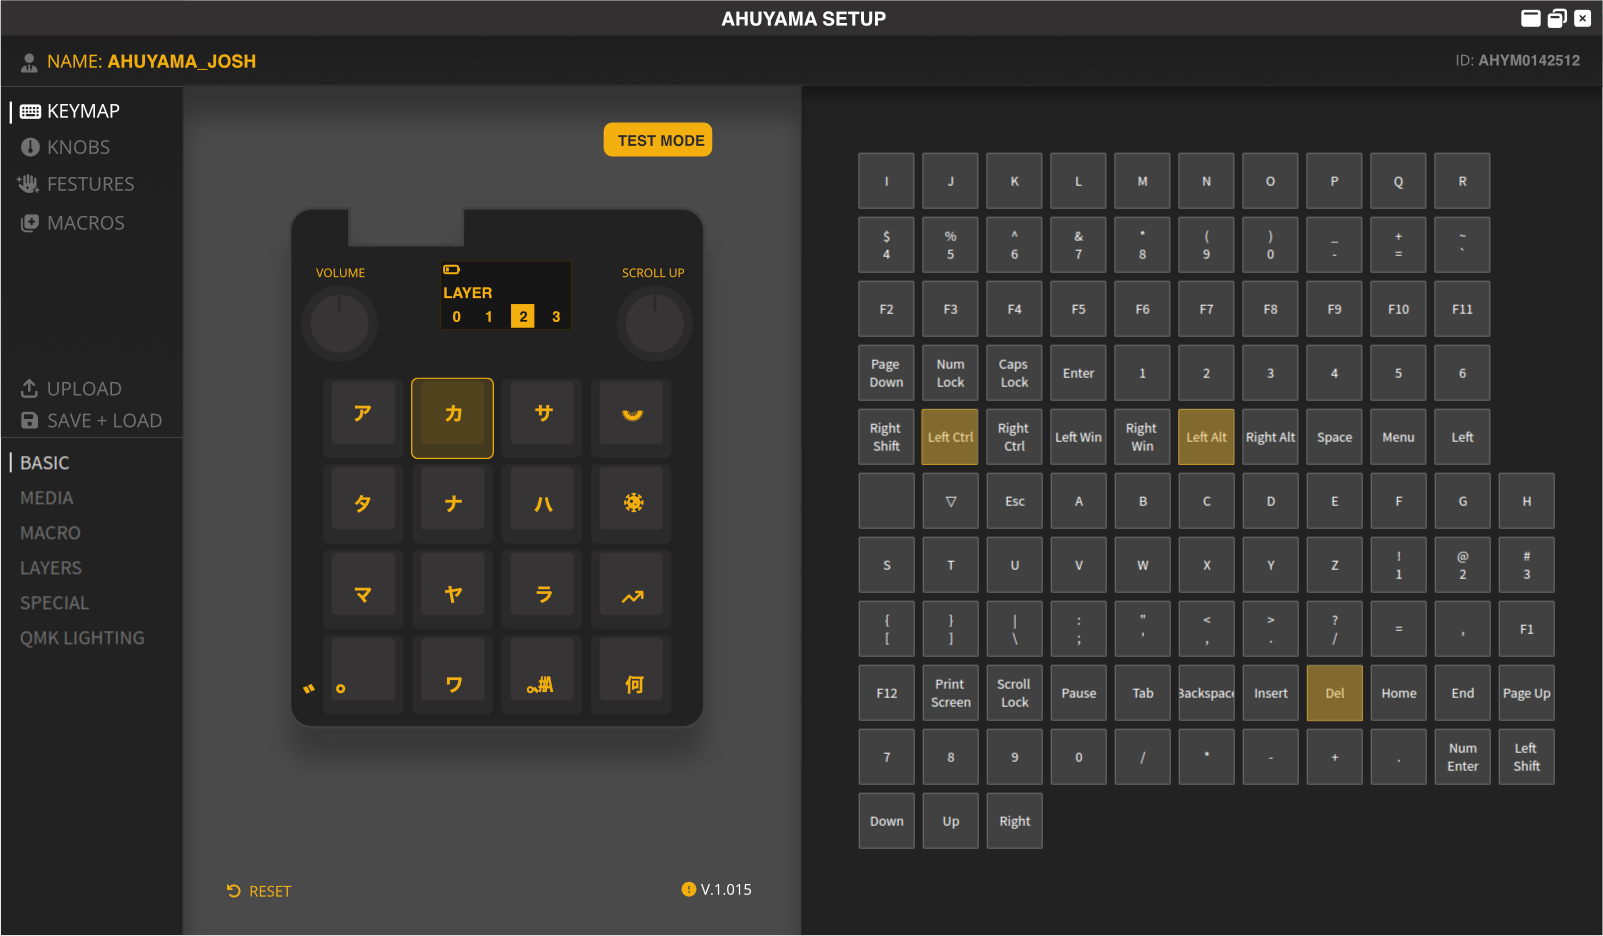 AHUYAMA SETUP
NAME: AHUYAMA_JOSH
ID: AHYM0142512
KEYMAP
KNOBS
FESTURES
MACROS
UPLOAD
SAVE + LOAD
BASIC
MEDIA
MACRO
LAYERS
SPECIAL
QMK LIGHTING
TEST MODE
VOLUME
LAYER
0 1 2 3
SCROLL UP
ア カ サ
タ ナ ハ
マ ヤ ラ
ワ 何
RESET
V.1.015
I J K L M N O P Q R
$ % ^ & * ( ) _ + ~
4 5 6 7 8 9 0 - = `
F2 F3 F4 F5 F6 F7 F8 F9 F10 F11
Page Down Num Lock Caps Lock Enter 1 2 3 4 5 6
Right Shift Left Ctrl Right Ctrl Left Win Right Win Left Alt Right Alt Space Menu Left
▽ Esc A B C D E F G H
S T U V W X Y Z ! @ #
1 2 3
{ } | : " < > ? = , F1
[ ] \ ; ' , . /
F12 Print Screen Scroll Lock Pause Tab Backspace Insert Del Home End Page Up
7 8 9 0 / * - + . Num Enter Left Shift
Down Up Right